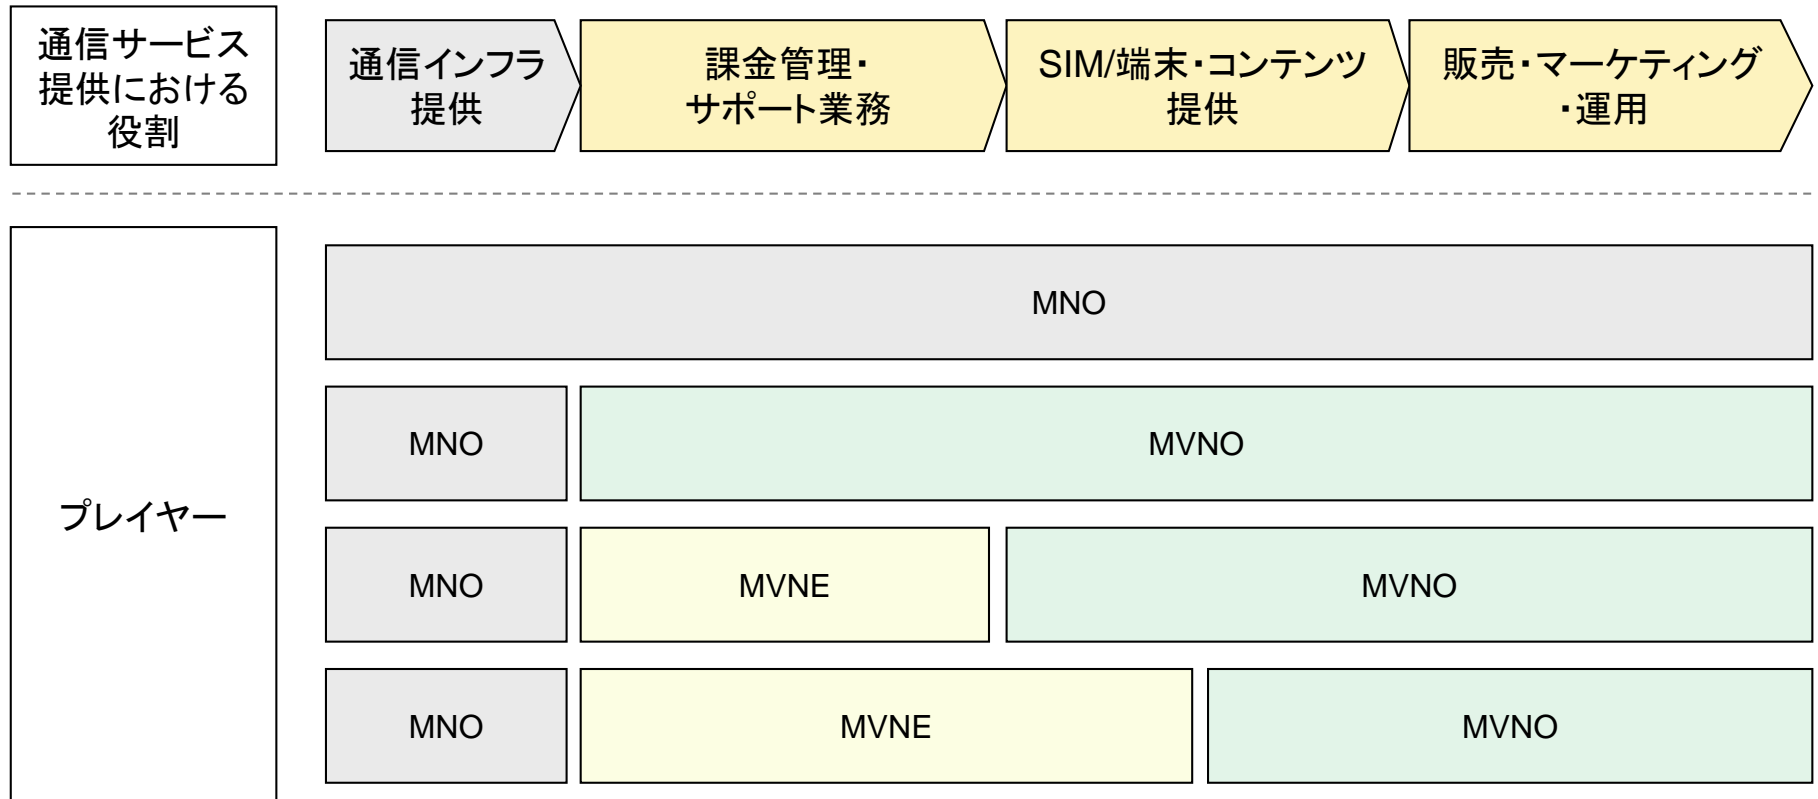 通信サービス
提供における
役割
通信インフラ
提供
課金管理・
サポート業務
SIM/端末・コンテンツ
提供
販売・マーケティング
・運用
プレイヤー
MNO
MNO
MVNO
MNO
MVNE
MVNO
MNO
MVNE
MVNO